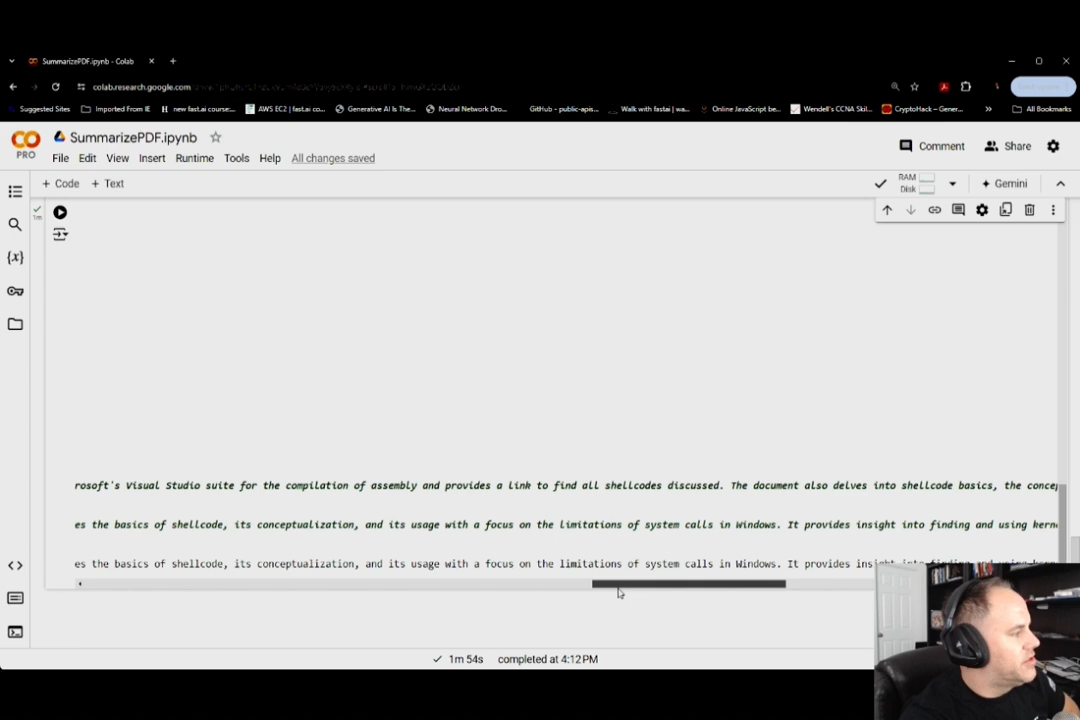 SummarizePDF.ipynb - Colab
colab.research.google.com
Suggested Sites Imported From IE new fast.ai course:... AWS EC2 | fast.ai co... Generative AI Is The... Neural Network Dro... GitHub - public-apis... Walk with fastai | wa... Online JavaScript be... Wendell's CCNA Skil... CryptoHack – Gener... » All Bookmarks
SummarizePDF.ipynb
PRO
File Edit View Insert Runtime Tools Help All changes saved
Comment Share
+ Code + Text
RAM
Disk
Gemini
1m
{x}
rosoft's Visual Studio suite for the compilation of assembly and provides a link to find all shellcodes discussed. The document also delves into shellcode basics, the concep
es the basics of shellcode, its conceptualization, and its usage with a focus on the limitations of system calls in Windows. It provides insight into finding and using kern
es the basics of shellcode, its conceptualization, and its usage with a focus on the limitations of system calls in Windows. It provides insight into
1m 54s completed at 4:12 PM